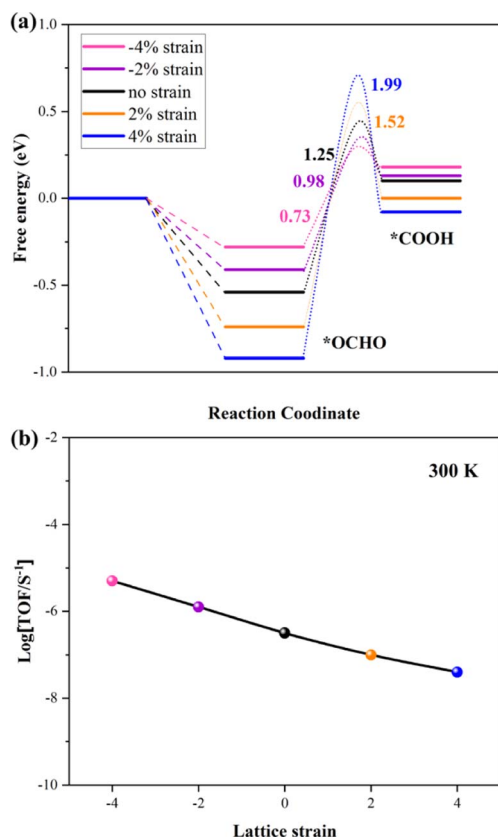 (a)
-4% strain
-2% strain
no strain
2% strain
4% strain
1.99
1.52
1.25
0.98
0.73
*COOH
*OCHO
Free energy (eV)
1.0
0.5
0.0
-0.5
-1.0
Reaction Coodinate
(b)
300 K
Log[TOF/S⁻¹]
-2
-4
-6
-8
-10
-4
-2
0
2
4
Lattice strain